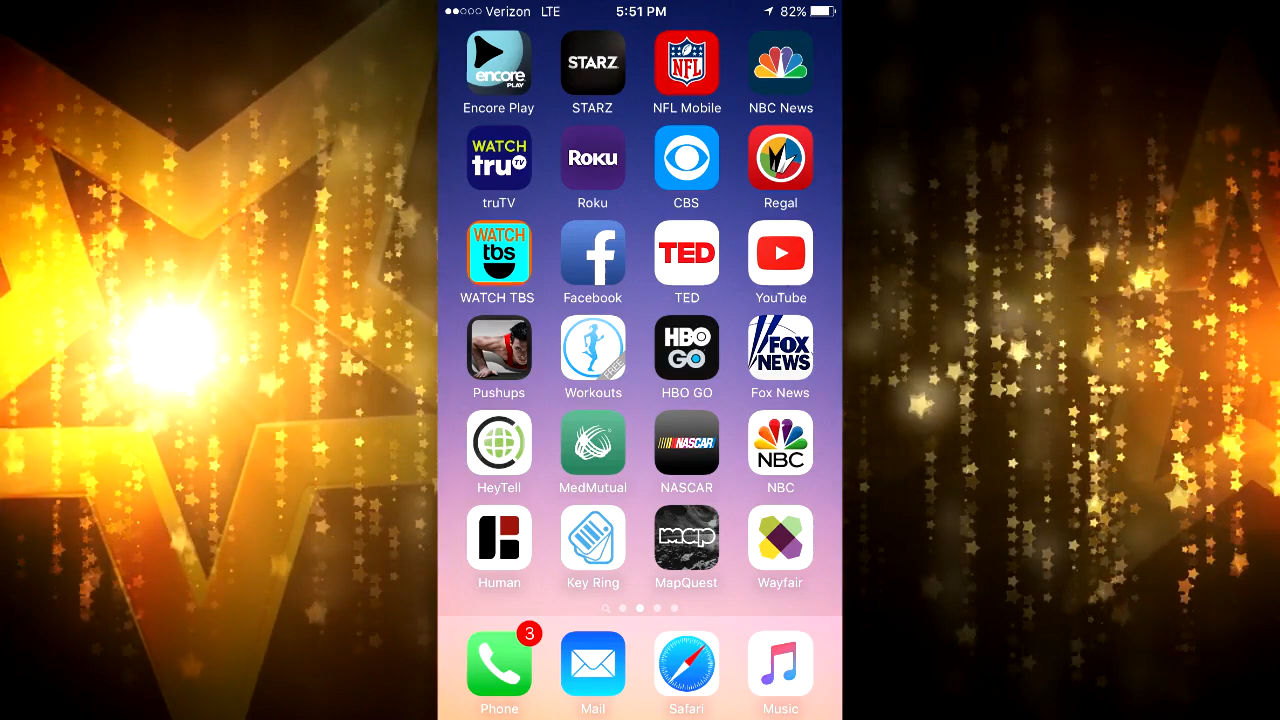 Verizon LTE 5:51 PM 82%
encore PLAY STARZ NFL
Encore Play STARZ NFL Mobile NBC News
WATCH truTV Roku
truTV Roku CBS Regal
WATCH tbs f TED
WATCH TBS Facebook TED YouTube
FREE HBO GO FOX NEWS
Pushups Workouts HBO GO Fox News
NASCAR NBC
HeyTell MedMutual NASCAR NBC
map
Human Key Ring MapQuest Wayfair
3
Phone Mail Safari Music